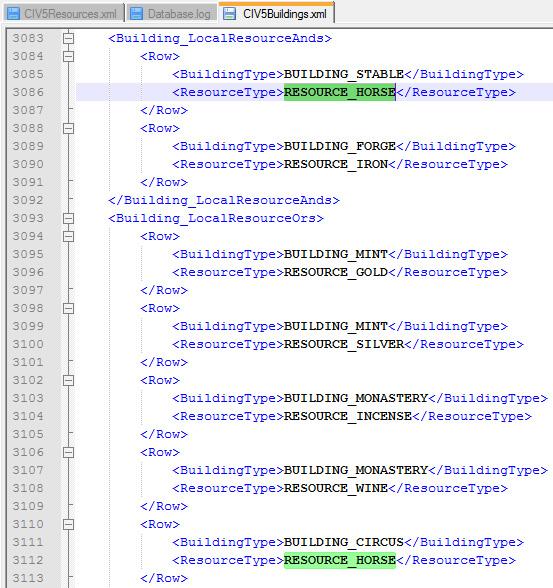 CIV5Resources.xml Database.log CIV5Buildings.xml
3083 <Building_LocalResourceAnds>
3084 <Row>
3085 <BuildingType>BUILDING_STABLE</BuildingType>
3086 <ResourceType>RESOURCE_HORSE</ResourceType>
3087 </Row>
3088 <Row>
3089 <BuildingType>BUILDING_FORGE</BuildingType>
3090 <ResourceType>RESOURCE_IRON</ResourceType>
3091 </Row>
3092 </Building_LocalResourceAnds>
3093 <Building_LocalResourceOrs>
3094 <Row>
3095 <BuildingType>BUILDING_MINT</BuildingType>
3096 <ResourceType>RESOURCE_GOLD</ResourceType>
3097 </Row>
3098 <Row>
3099 <BuildingType>BUILDING_MINT</BuildingType>
3100 <ResourceType>RESOURCE_SILVER</ResourceType>
3101 </Row>
3102 <Row>
3103 <BuildingType>BUILDING_MONASTERY</BuildingType>
3104 <ResourceType>RESOURCE_INCENSE</ResourceType>
3105 </Row>
3106 <Row>
3107 <BuildingType>BUILDING_MONASTERY</BuildingType>
3108 <ResourceType>RESOURCE_WINE</ResourceType>
3109 </Row>
3110 <Row>
3111 <BuildingType>BUILDING_CIRCUS</BuildingType>
3112 <ResourceType>RESOURCE_HORSE</ResourceType>
3113 </Row>